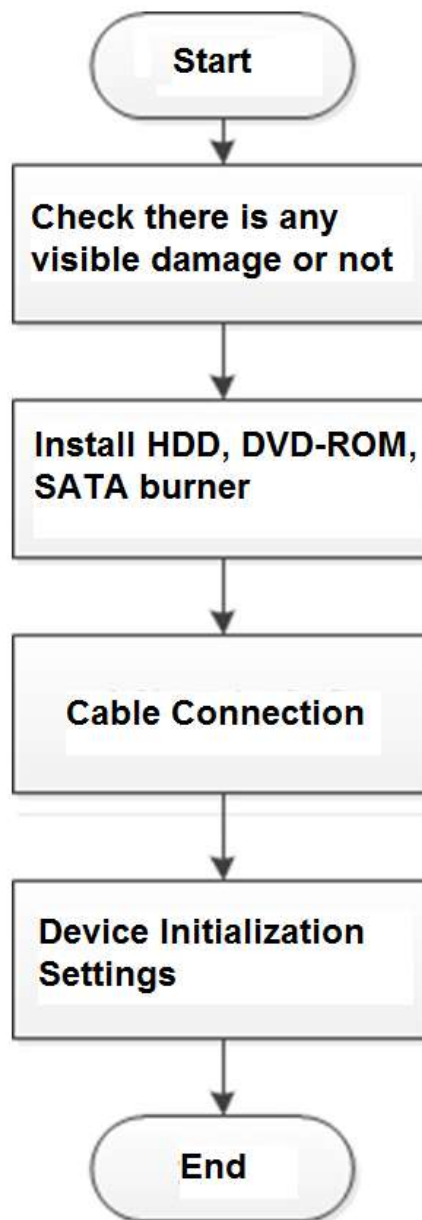 Start
Check there is any
visible damage or not
Install HDD, DVD-ROM,
SATA burner
Cable Connection
Device Initialization
Settings
End